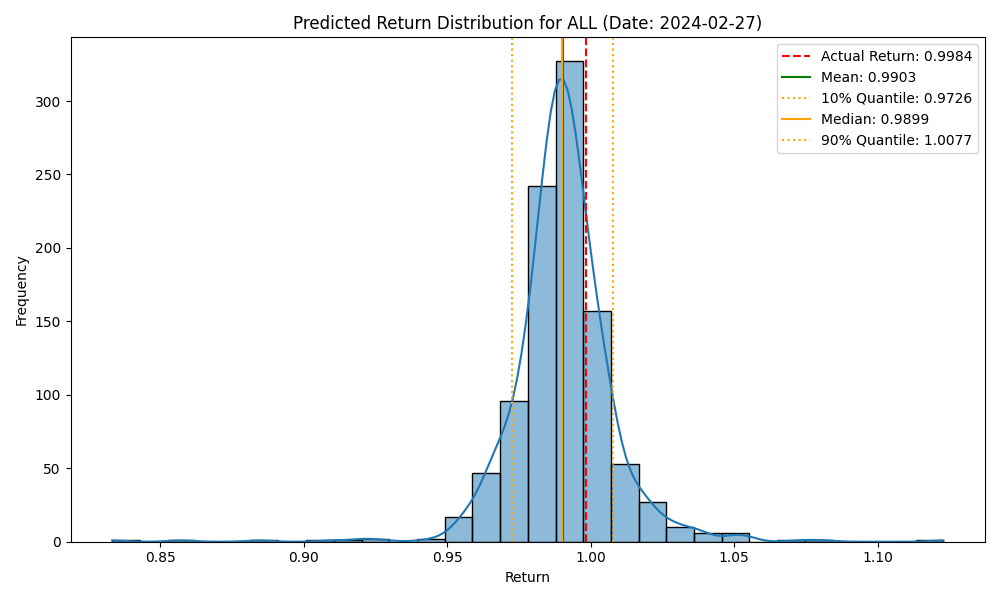 Predicted Return Distribution for ALL (Date: 2024-02-27)
Actual Return: 0.9984
Mean: 0.9903
10% Quantile: 0.9726
Median: 0.9899
90% Quantile: 1.0077
Frequency
300
250
200
150
100
50
0
0.85 0.90 0.95 1.00 1.05 1.10
Return